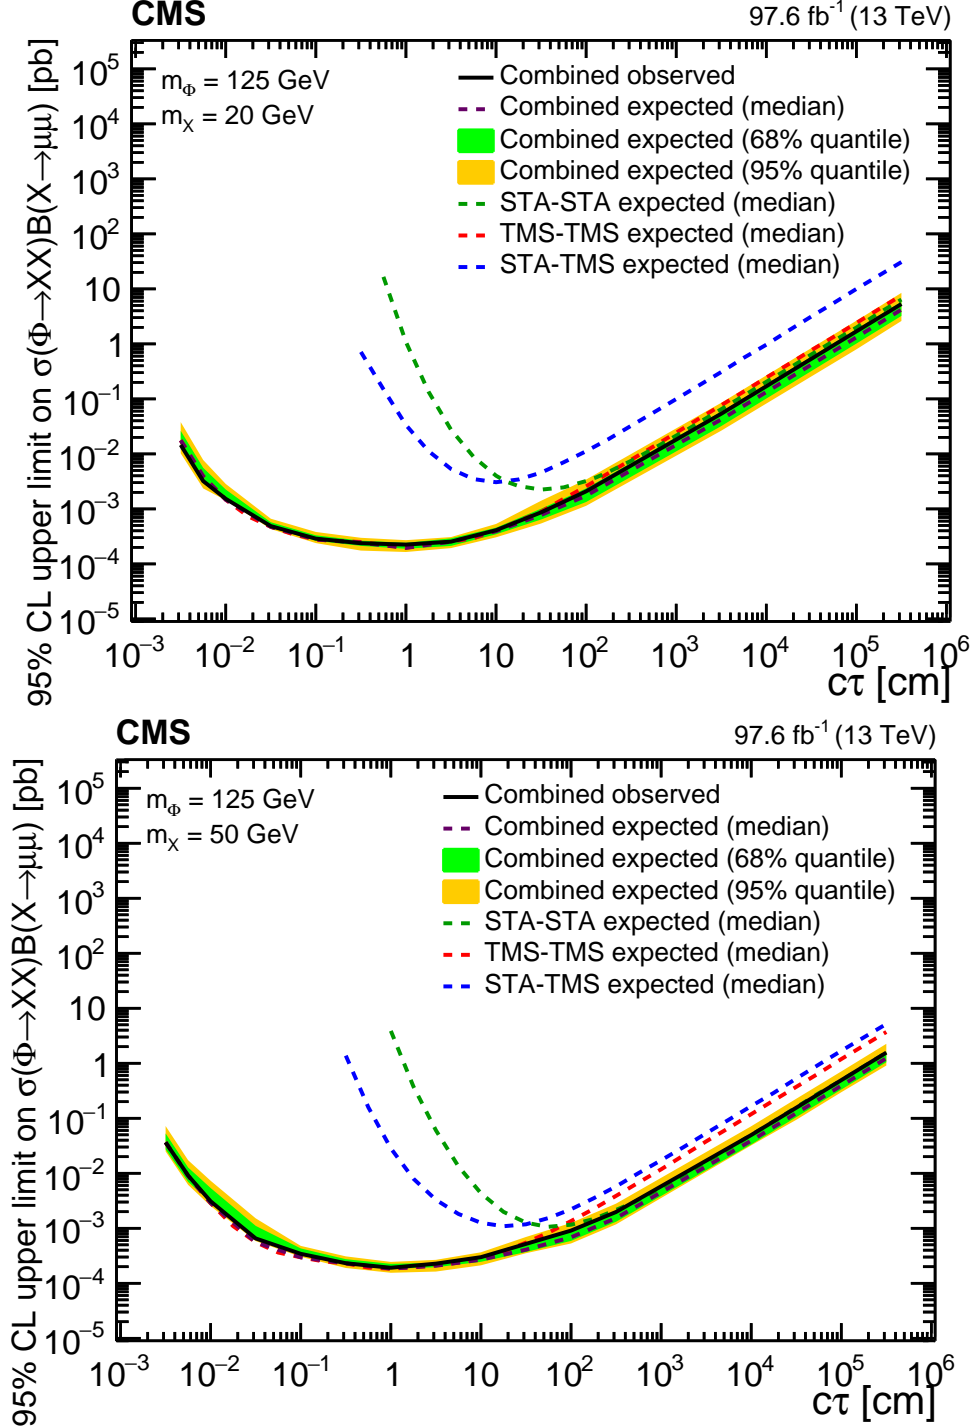 CMS
97.6 fb⁻¹ (13 TeV)
95% CL upper limit on σ(Φ→XX)B(X→μμ) [pb]
m_Φ = 125 GeV
m_X = 20 GeV
Combined observed
Combined expected (median)
Combined expected (68% quantile)
Combined expected (95% quantile)
STA-STA expected (median)
TMS-TMS expected (median)
STA-TMS expected (median)
10⁵
10⁴
10³
10²
10
1
10⁻¹
10⁻²
10⁻³
10⁻⁴
10⁻⁵
10⁻³ 10⁻² 10⁻¹ 1 10 10² 10³ 10⁴ 10⁵ 10⁶
cτ [cm]
CMS
97.6 fb⁻¹ (13 TeV)
95% CL upper limit on σ(Φ→XX)B(X→μμ) [pb]
m_Φ = 125 GeV
m_X = 50 GeV
Combined observed
Combined expected (median)
Combined expected (68% quantile)
Combined expected (95% quantile)
STA-STA expected (median)
TMS-TMS expected (median)
STA-TMS expected (median)
10⁵
10⁴
10³
10²
10
1
10⁻¹
10⁻²
10⁻³
10⁻⁴
10⁻⁵
10⁻³ 10⁻² 10⁻¹ 1 10 10² 10³ 10⁴ 10⁵ 10⁶
cτ [cm]